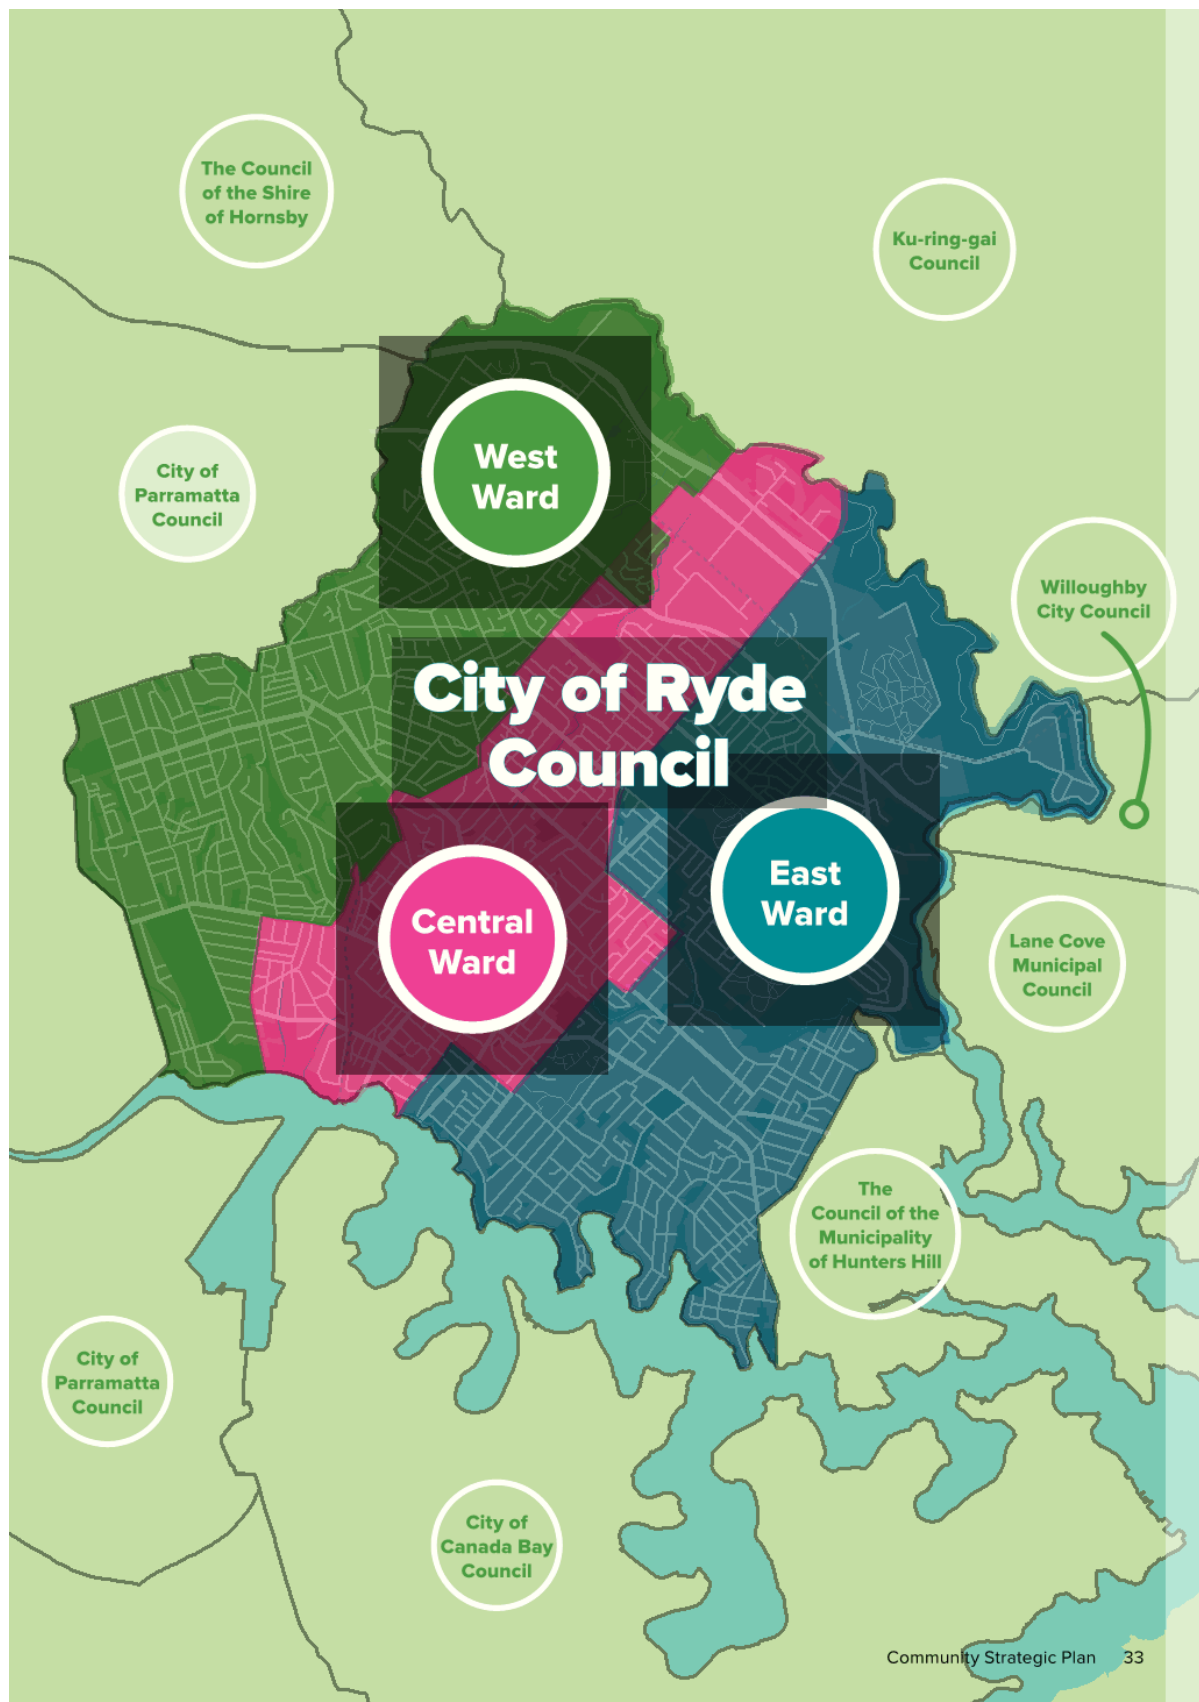 The Council
of the Shire
of Hornsby
Ku-ring-gai
Council
West
Ward
City of
Parramatta
Council
Willoughby
City Council
City of Ryde
Council
East
Ward
Central
Ward
Lane Cove
Municipal
Council
The
Council of the
Municipality
of Hunters Hill
City of
Parramatta
Council
City of
Canada Bay
Council
Community Strategic Plan 33